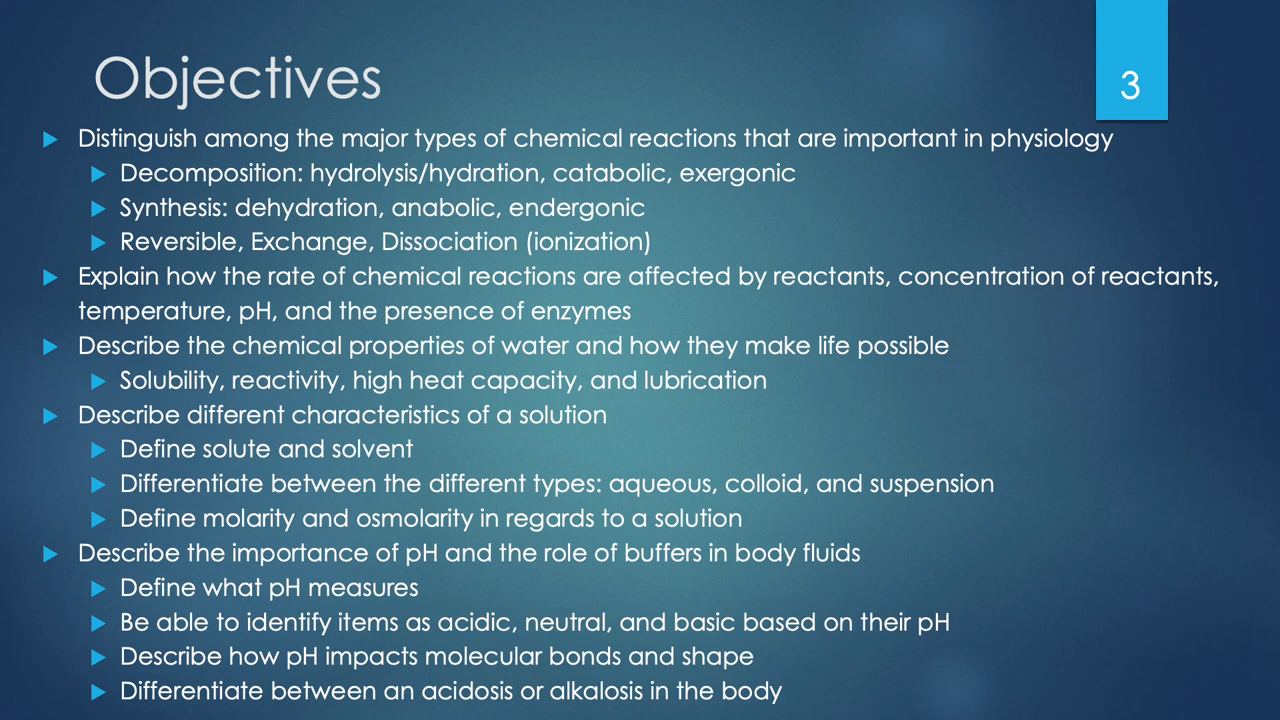 Objectives
3
Distinguish among the major types of chemical reactions that are important in physiology
Decomposition: hydrolysis/hydration, catabolic, exergonic
Synthesis: dehydration, anabolic, endergonic
Reversible, Exchange, Dissociation (ionization)
Explain how the rate of chemical reactions are affected by reactants, concentration of reactants,
temperature, pH, and the presence of enzymes
Describe the chemical properties of water and how they make life possible
Solubility, reactivity, high heat capacity, and lubrication
Describe different characteristics of a solution
Define solute and solvent
Differentiate between the different types: aqueous, colloid, and suspension
Define molarity and osmolarity in regards to a solution
Describe the importance of pH and the role of buffers in body fluids
Define what pH measures
Be able to identify items as acidic, neutral, and basic based on their pH
Describe how pH impacts molecular bonds and shape
Differentiate between an acidosis or alkalosis in the body